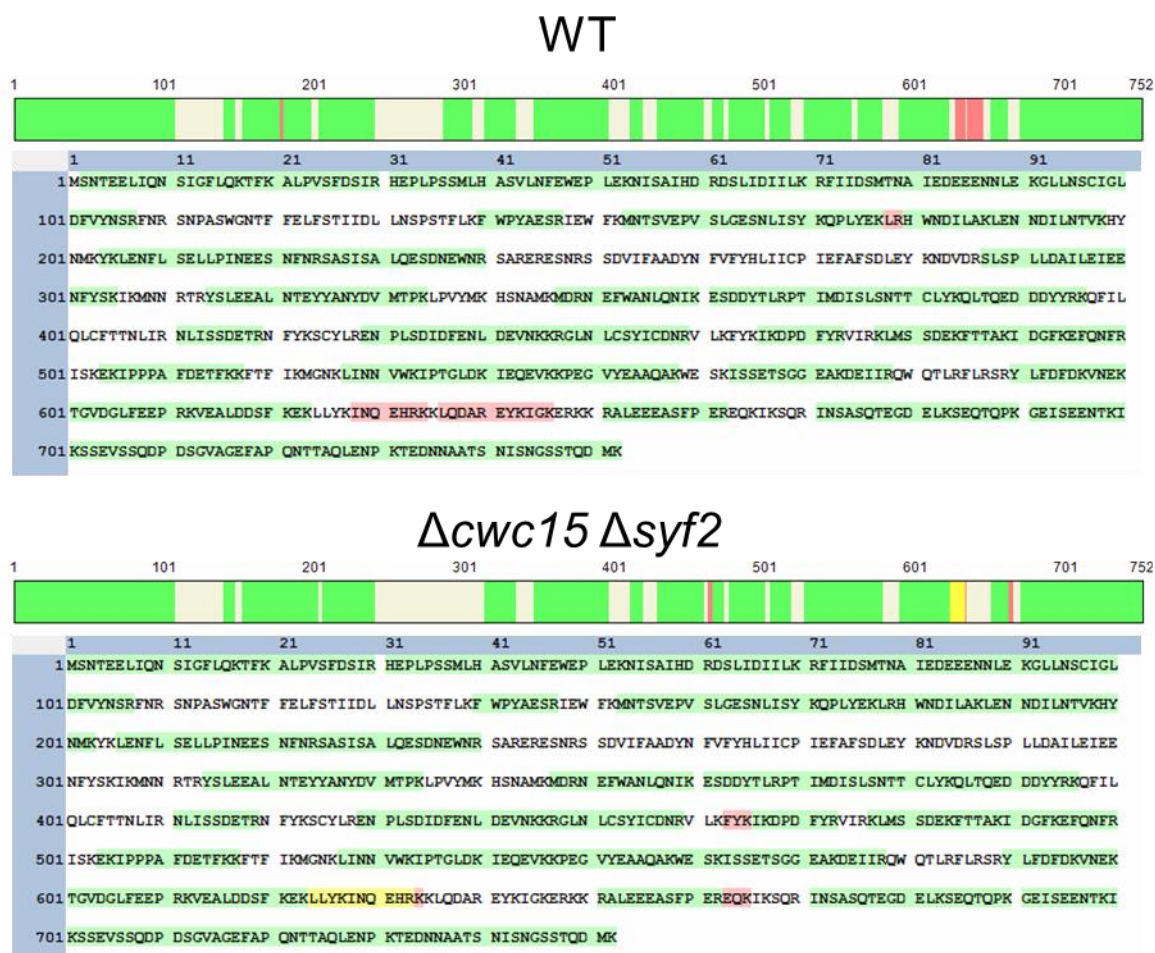 WT
1 101 201 301 401 501 601 701 752
1 11 21 31 41 51 61 71 81 91
1 MSNTEELIQN SIGFLQKTFK ALPVSFDSIR HEPLPSSMLH ASVLNFEWEP LEKNISAIHD RDSLIDIILK RFIIDSMTNA IEDEEENNLE KGLLNSCIGL
101 DFVYNSRFNR SNPASWGNTF FELFSTIIDL LNSPSTFLKF WPYAESRIEW FKMNTSVEPV SLGESNLISY KQPLYEKLRH WNDILAKLEN NDILNTVKHY
201 NMKYKLENFL SELLPINEES NFNRSASISA LQESDNEWNR SARERESNRS SDVIFAADYN FVFYHLIICP IEFAFSDLEY KNDVDRSLSP LLDAILEIEE
301 NFYSKIKMNN RTRYSLEEAL NTEYYANYDV MTPKLPVYMK HSNAMKMDRN EFWANLQNIK ESDDYTLRPT IMDISLSNTT CLYKQLTQED DDYYRKQFIL
401 QLCFTTNLIR NLISSDETRN FYKSCYLREN PLSDIDFENL DEVNKKRGLN LCSYICDNRV LKFYKIKDPD FYRVIRKLMS SDEKFTTAKI DGFKEFQNFR
501 ISKEKIPPPA FDETFKKFTF IKMGNKLINN VWKIPTGLDK IEQEVKKPEG VYEAAQAKWE SKISSETSGG EAKDEIIRQW QTLRFLRSRY LFDFDKVNEK
601 TGVDGLFEEP RKVEALDDSF KEKLLYKINQ EHRKKLQDAR EYKIGKERKK RALEEEASFP EREQKIKSQR INSASQTEGD ELKSEQTQPK GEISEENTKI
701 KSSEVSSQDP DSGVAGEFAP QNTTAQLENP KTEDNNAATS NISNGSSTQD MK
Δcwc15 Δsyf2
1 101 201 301 401 501 601 701 752
1 11 21 31 41 51 61 71 81 91
1 MSNTEELIQN SIGFLQKTFK ALPVSFDSIR HEPLPSSMLH ASVLNFEWEP LEKNISAIHD RDSLIDIILK RFIIDSMTNA IEDEEENNLE KGLLNSCIGL
101 DFVYNSRFNR SNPASWGNTF FELFSTIIDL LNSPSTFLKF WPYAESRIEW FKMNTSVEPV SLGESNLISY KQPLYEKLRH WNDILAKLEN NDILNTVKHY
201 NMKYKLENFL SELLPINEES NFNRSASISA LQESDNEWNR SARERESNRS SDVIFAADYN FVFYHLIICP IEFAFSDLEY KNDVDRSLSP LLDAILEIEE
301 NFYSKIKMNN RTRYSLEEAL NTEYYANYDV MTPKLPVYMK HSNAMKMDRN EFWANLQNIK ESDDYTLRPT IMDISLSNTT CLYKQLTQED DDYYRKQFIL
401 QLCFTTNLIR NLISSDETRN FYKSCYLREN PLSDIDFENL DEVNKKRGLN LCSYICDNRV LKFYKIKDPD FYRVIRKLMS SDEKFTTAKI DGFKEFQNFR
501 ISKEKIPPPA FDETFKKFTF IKMGNKLINN VWKIPTGLDK IEQEVKKPEG VYEAAQAKWE SKISSETSGG EAKDEIIRQW QTLRFLRSRY LFDFDKVNEK
601 TGVDGLFEEP RKVEALDDSF KEKLLYKINQ EHRKKLQDAR EYKIGKERKK RALEEEASFP EREQKIKSQR INSASQTEGD ELKSEQTQPK GEISEENTKI
701 KSSEVSSQDP DSGVAGEFAP QNTTAQLENP KTEDNNAATS NISNGSSTQD MK